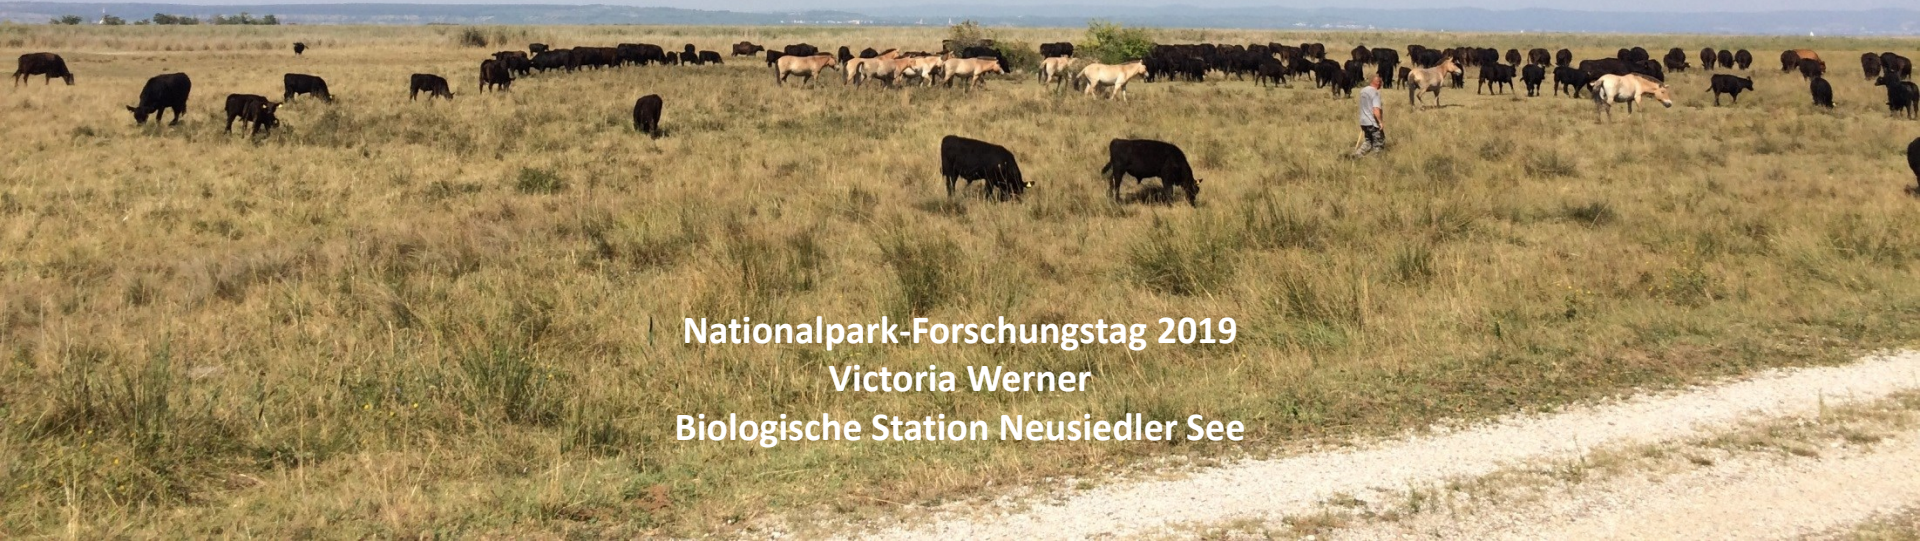 Nationalpark-Forschungstag 2019
Victoria Werner
Biologische Station Neusiedler See